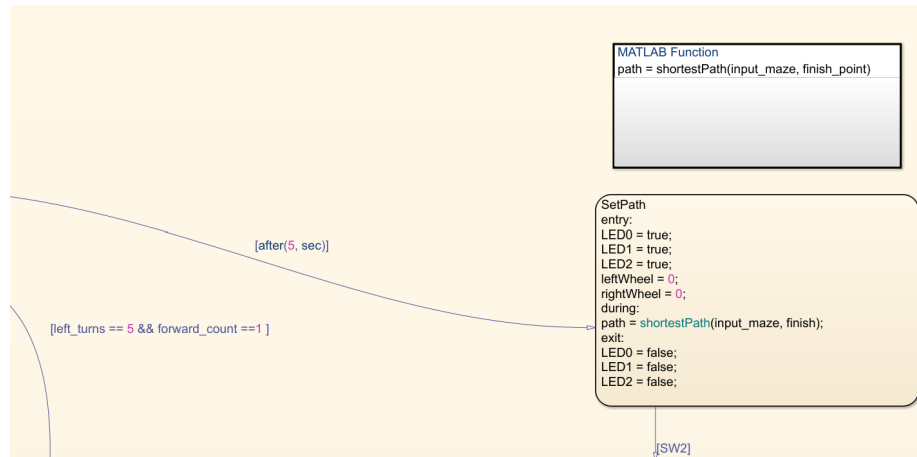 MATLAB Function
path = shortestPath(input_maze, finish_point)
[after(5, sec)]
[left_turns == 5 && forward_count ==1 ]
SetPath
entry:
LED0 = true;
LED1 = true;
LED2 = true;
leftWheel = 0;
rightWheel = 0;
during:
path = shortestPath(input_maze, finish);
exit:
LED0 = false;
LED1 = false;
LED2 = false;
[SW2]